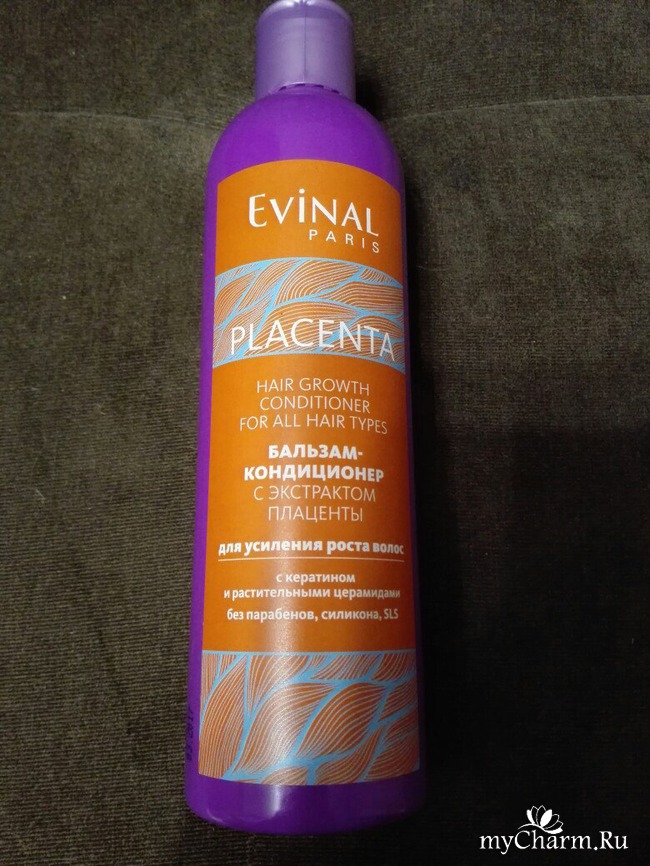 EViNAL
PARIS
PLACENTA
HAIR GROWTH
CONDITIONER
FOR ALL HAIR TYPES
БАЛЬЗАМ-
КОНДИЦИОНЕР
С ЭКСТРАКТОМ
ПЛАЦЕНТЫ
для усиления роста волос
с кератином
и растительными церамидами
без парабенов, силикона, SLS
myCharm.Ru